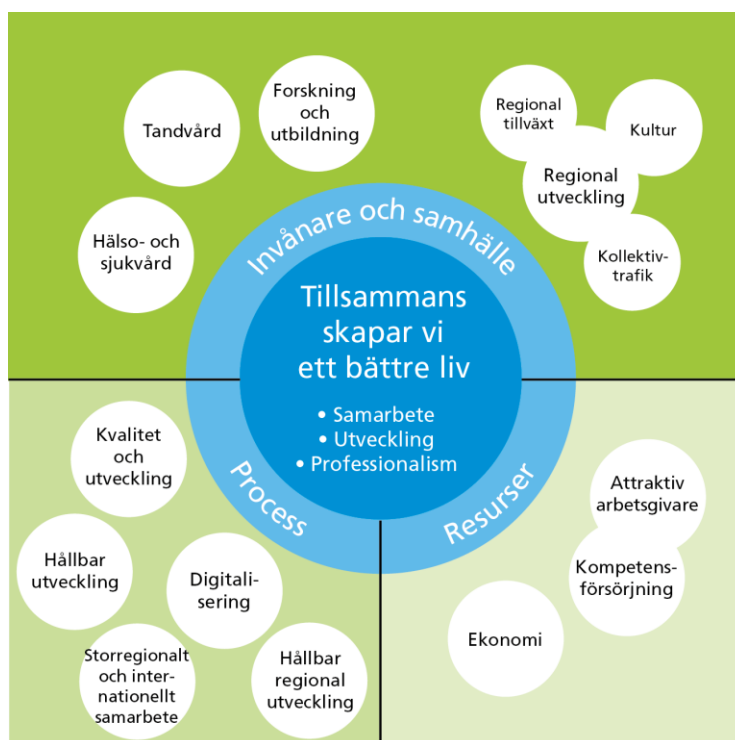 Forskning
och
utbildning
Tandvård
Hälso- och
sjukvård
Regional
tillväxt
Kultur
Regional
utveckling
Kollektiv-
trafik
Invånare och samhälle
Tillsammans
skapar vi
ett bättre liv
• Samarbete
• Utveckling
• Professionalism
Process
Resurser
Kvalitet
och
utveckling
Hållbar
utveckling
Digitali-
sering
Storregionalt
och inter-
nationellt
samarbete
Hållbar
regional
utveckling
Attraktiv
arbetsgivare
Kompetens-
försörjning
Ekonomi